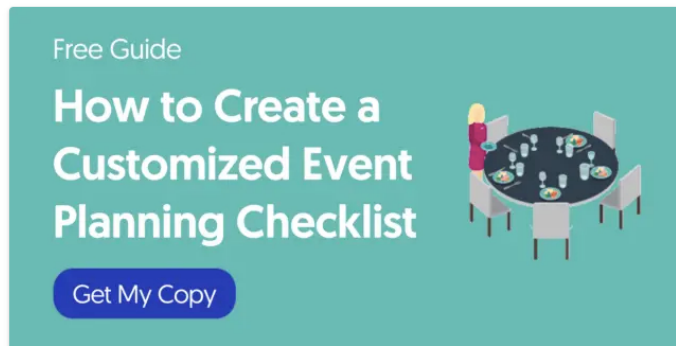 Free Guide
How to Create a
Customized Event
Planning Checklist
Get My Copy